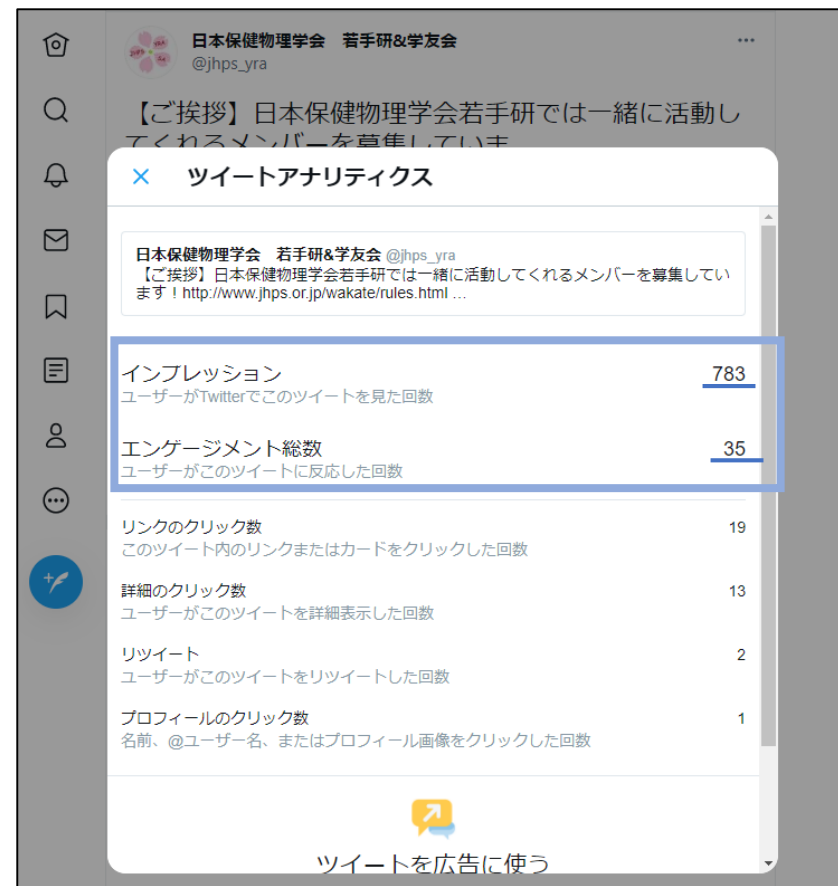 日本保健物理学会　若手研&学友会
@jhps_yra
【ご挨拶】日本保健物理学会若手研では一緒に活動し
てくれるメンバーを募集していま
ツイートアナリティクス
日本保健物理学会　若手研&学友会 @jhps_yra
【ご挨拶】日本保健物理学会若手研では一緒に活動してくれるメンバーを募集してい
ます！http://www.jhps.or.jp/wakate/rules.html …
インプレッション 783
ユーザーがTwitterでこのツイートを見た回数
エンゲージメント総数 35
ユーザーがこのツイートに反応した回数
リンクのクリック数 19
このツイート内のリンクまたはカードをクリックした回数
詳細のクリック数 13
ユーザーがこのツイートを詳細表示した回数
リツイート 2
ユーザーがこのツイートをリツイートした回数
プロフィールのクリック数 1
名前、@ユーザー名、またはプロフィール画像をクリックした回数
ツイートを広告に使う